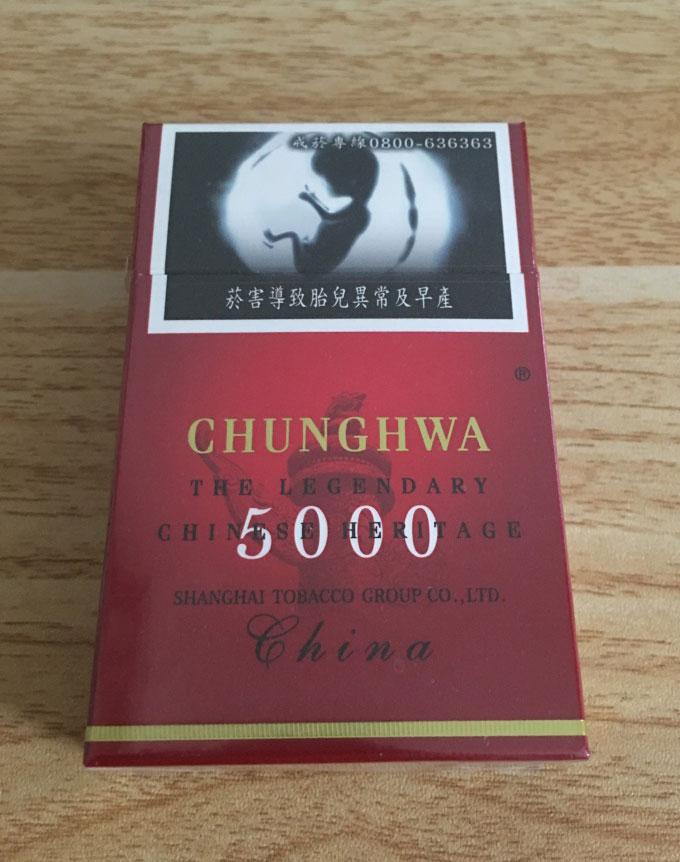 戒菸專線0800-636363
菸害導致胎兒異常及早產
®
CHUNGHWA
THE LEGENDARY
CHINESE HERITAGE
5000
SHANGHAI TOBACCO GROUP CO.,LTD.
China